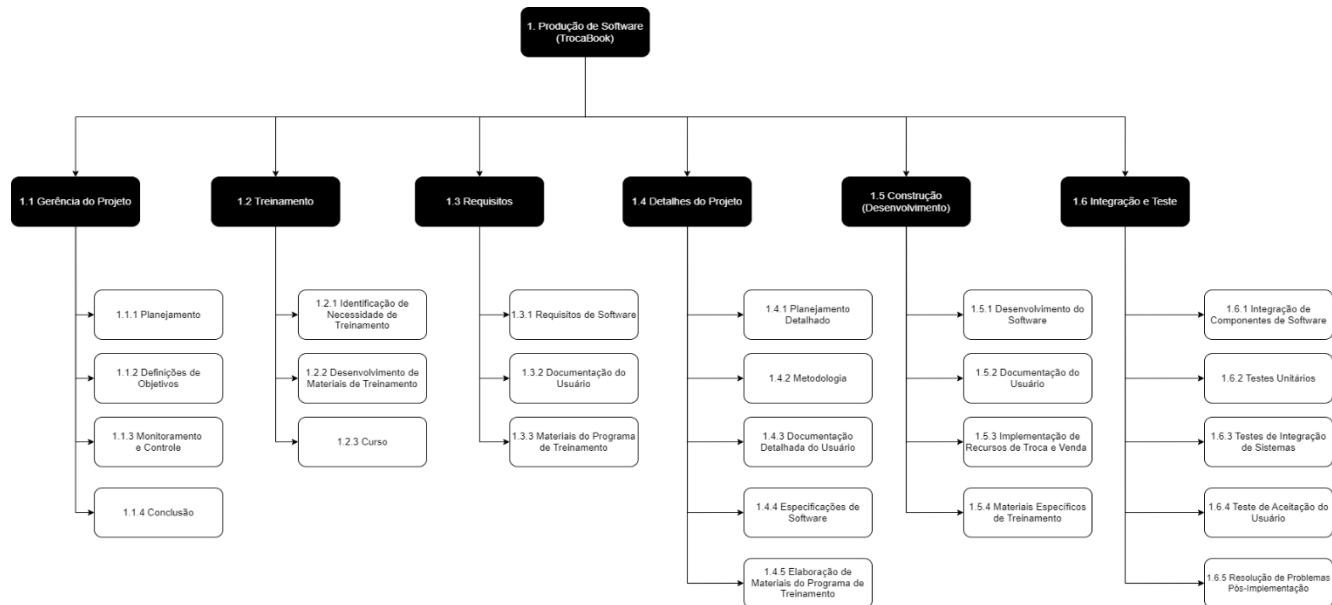 1. Produção de Software
(TrocaBook)
1.1 Gerência do Projeto
1.2 Treinamento
1.3 Requisitos
1.4 Detalhes do Projeto
1.5 Construção
(Desenvolvimento)
1.6 Integração e Teste
1.1.1 Planejamento
1.1.2 Definições de
Objetivos
1.1.3 Monitoramento
e Controle
1.1.4 Conclusão
1.2.1 Identificação de
Necessidade de
Treinamento
1.2.2 Desenvolvimento de
Materiais de Treinamento
1.2.3 Curso
1.3.1 Requisitos de Software
1.3.2 Documentação do
Usuário
1.3.3 Materiais do Programa
de Treinamento
1.4.1 Planejamento
Detalhado
1.4.2 Metodologia
1.4.3 Documentação
Detalhada do Usuário
1.4.4 Especificações de
Software
1.4.5 Elaboração de
Materiais do Programa de
Treinamento
1.5.1 Desenvolvimento do
Software
1.5.2 Documentação do
Usuário
1.5.3 Implementação de
Recursos de Troca e Venda
1.5.4 Materiais Específicos
de Treinamento
1.6.1 Integração de
Componentes de Software
1.6.2 Testes Unitários
1.6.3 Testes de Integração
de Sistemas
1.6.4 Teste de Aceitação do
Usuário
1.6.5 Resolução de Problemas
Pós-Implementação